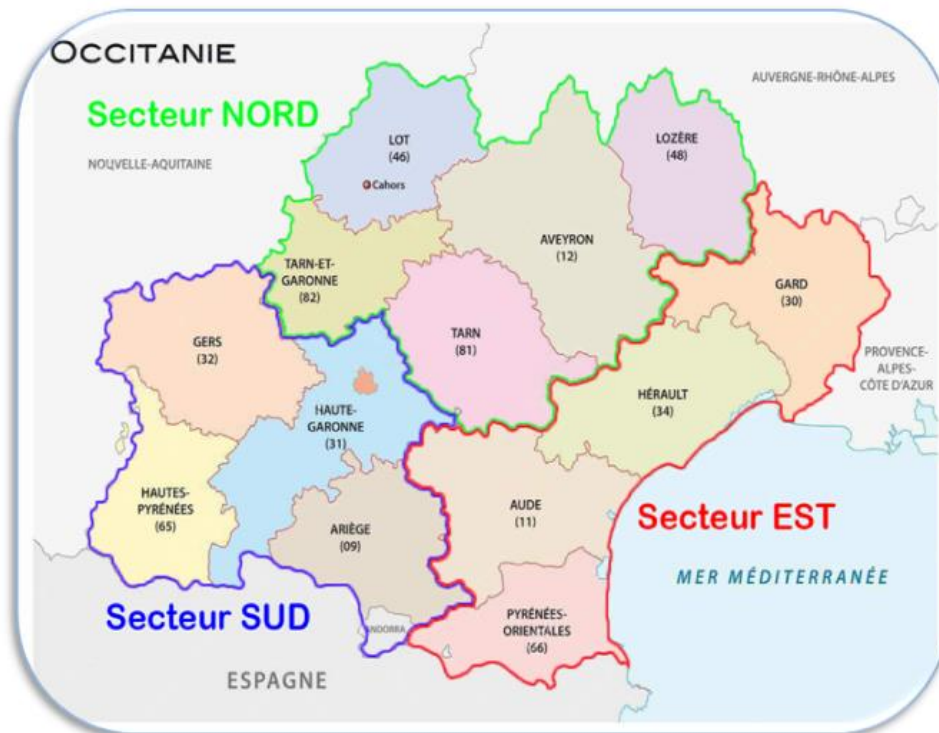 OCCITANIE
AUVERGNE-RHÔNE-ALPES
Secteur NORD
LOT
(46)
Cahors
LOZÈRE
(48)
NOUVELLE-AQUITAINE
AVEYRON
(12)
TARN-ET-
GARONNE
(82)
GARD
(30)
GERS
(32)
TARN
(81)
PROVENCE-
ALPES-
CÔTE D'AZUR
HÉRAULT
(34)
HAUTE-
GARONNE
(31)
HAUTES-
PYRÉNÉES
(65)
AUDE
(11)
ARIÈGE
(09)
Secteur EST
MER MÉDITERRANÉE
Secteur SUD
PYRÉNÉES-
ORIENTALES
(66)
ANDORRA
ESPAGNE